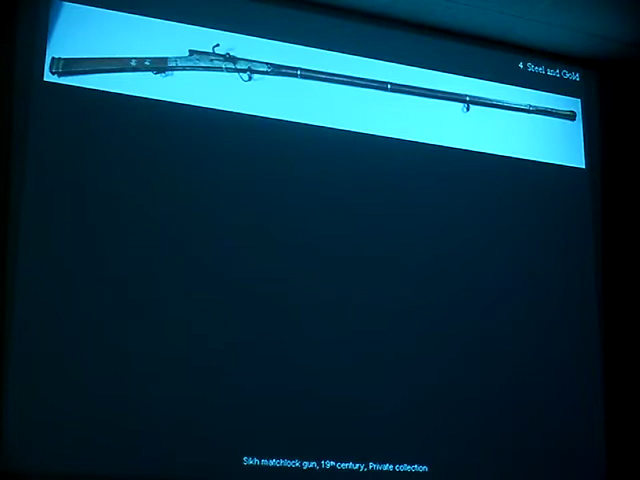 4. Steel and Gold
Sikh matchlock gun, 19th century, Private collection